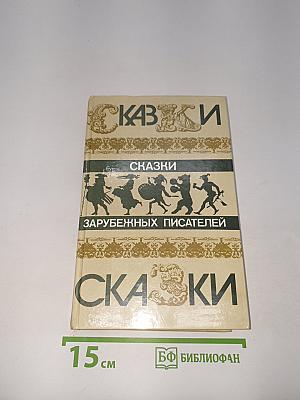 СКАЗКИ
СКАЗКИ
ЗАРУБЕЖНЫХ ПИСАТЕЛЕЙ
СКАЗКИ
15 см
БФ БИБЛИОФАН